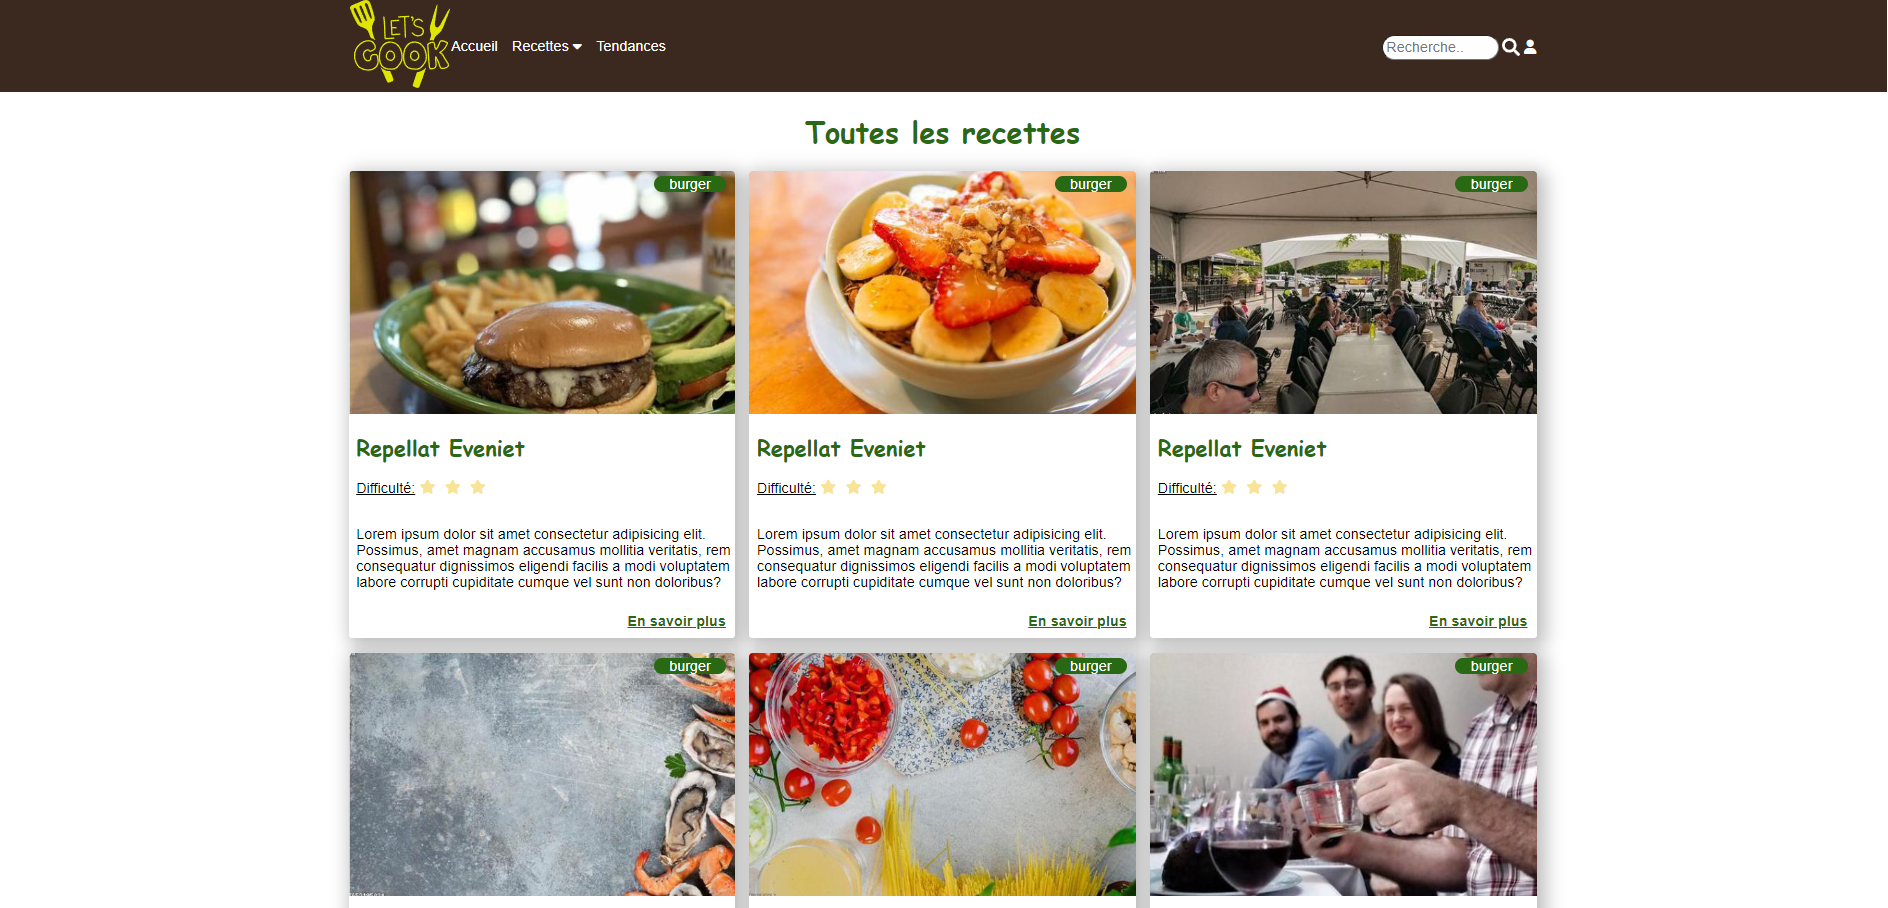 LET'S
COOK
Accueil Recettes Tendances
Recherche..
Toutes les recettes
burger
burger
burger
Repellat Eveniet
Difficulté:
Lorem ipsum dolor sit amet consectetur adipisicing elit.
Possimus, amet magnam accusamus mollitia veritatis, rem
consequatur dignissimos eligendi facilis a modi voluptatem
labore corrupti cupiditate cumque vel sunt non doloribus?
En savoir plus
Repellat Eveniet
Difficulté:
Lorem ipsum dolor sit amet consectetur adipisicing elit.
Possimus, amet magnam accusamus mollitia veritatis, rem
consequatur dignissimos eligendi facilis a modi voluptatem
labore corrupti cupiditate cumque vel sunt non doloribus?
En savoir plus
Repellat Eveniet
Difficulté:
Lorem ipsum dolor sit amet consectetur adipisicing elit.
Possimus, amet magnam accusamus mollitia veritatis, rem
consequatur dignissimos eligendi facilis a modi voluptatem
labore corrupti cupiditate cumque vel sunt non doloribus?
En savoir plus
burger
burger
burger